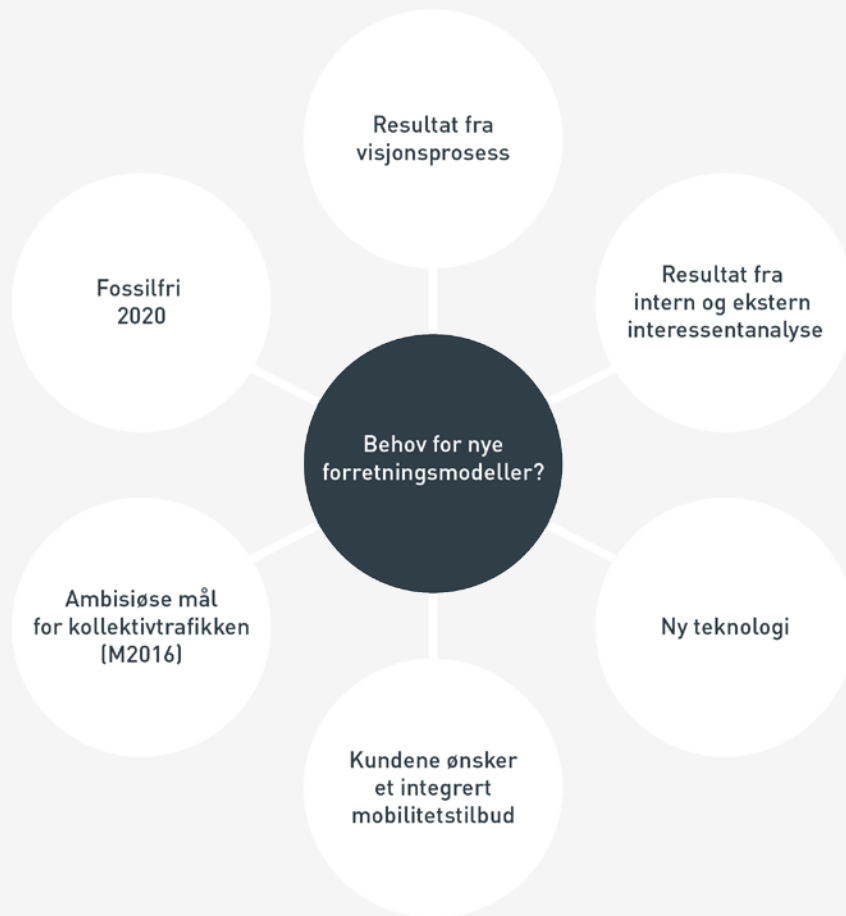 Resultat fra
visjonsprosess
Fossilfri
2020
Resultat fra
intern og ekstern
interessentanalyse
Behov for nye
forretningsmodeller?
Ambisiøse mål
for kollektivtrafikken
(M2016)
Ny teknologi
Kundene ønsker
et integrert
mobilitetstilbud